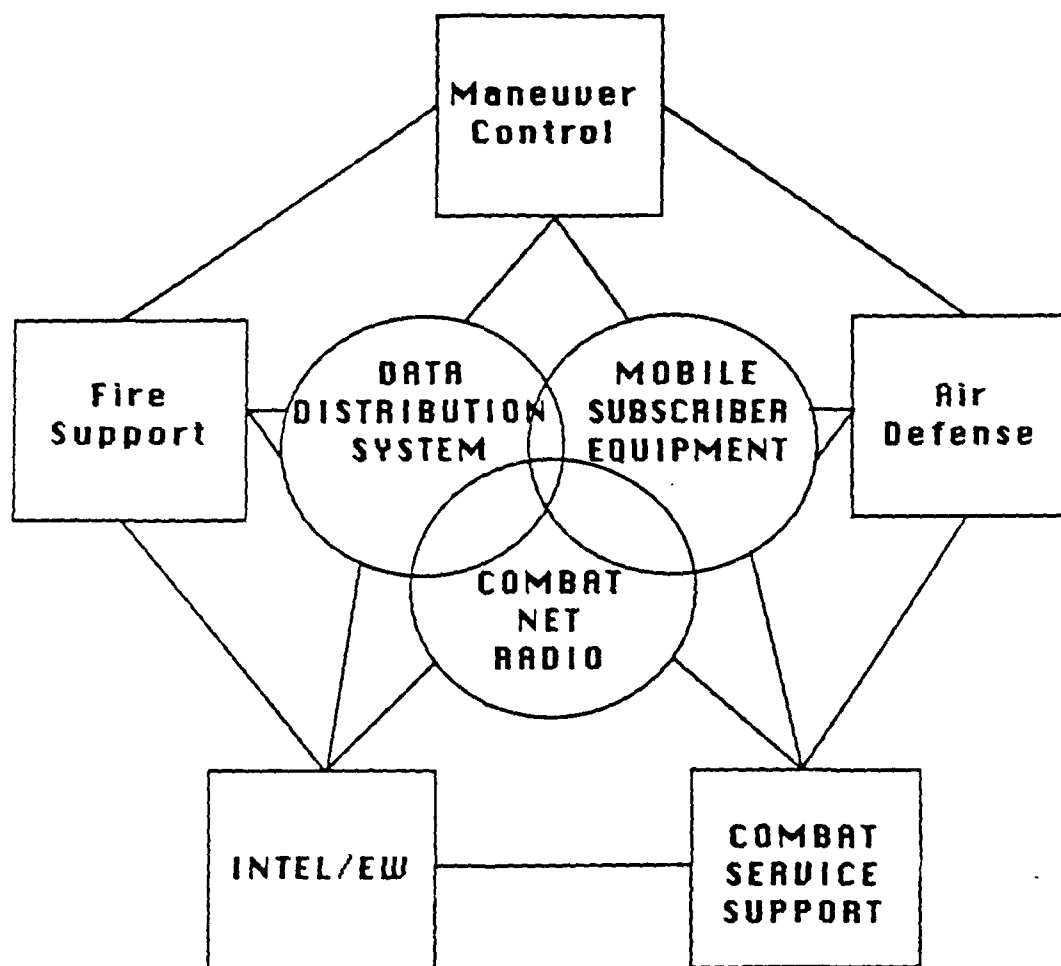 Maneuver
Control
Fire
Support
DATA
DISTRIBUTION
SYSTEM
MOBILE
SUBSCRIBER
EQUIPMENT
Air
Defense
COMBAT
NET
RADIO
INTEL/EW
COMBAT
SERVICE
SUPPORT